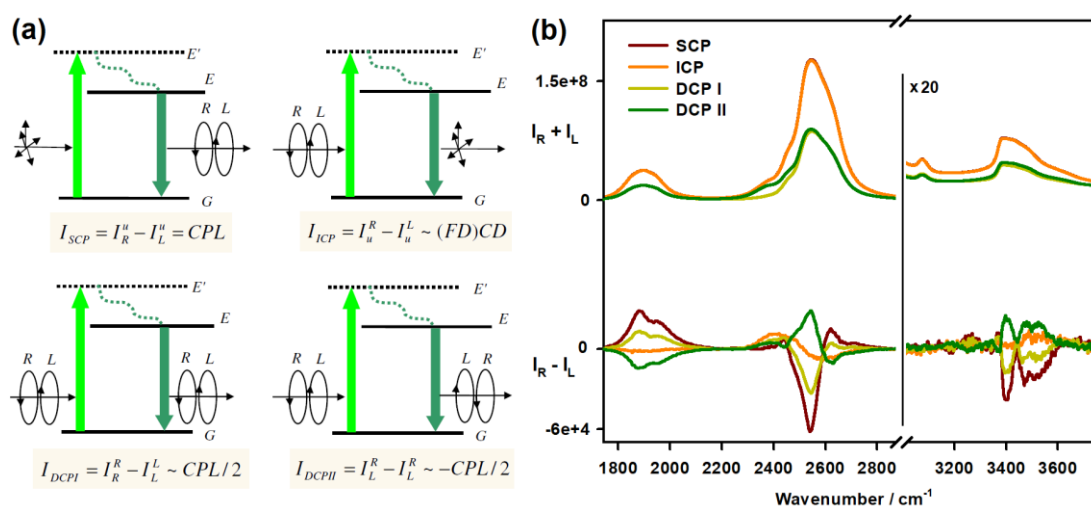 (a)
E'
E
R L
G
I_SCP = I_R^u − I_L^u = CPL
E'
E
R L
G
I_ICP = I_u^R − I_u^L ~ (FD)CD
E'
E
R L
R L
G
I_DCPI = I_R^R − I_L^L ~ CPL/2
E'
E
R L
L R
G
I_DCPII = I_L^R − I_L^R ~ −CPL/2
(b)
SCP
ICP
DCP I
DCP II
x 20
1.5e+8
I_R + I_L
0
0
I_R - I_L
-6e+4
1800 2000 2200 2400 2600 2800 3200 3400 3600
Wavenumber / cm⁻¹